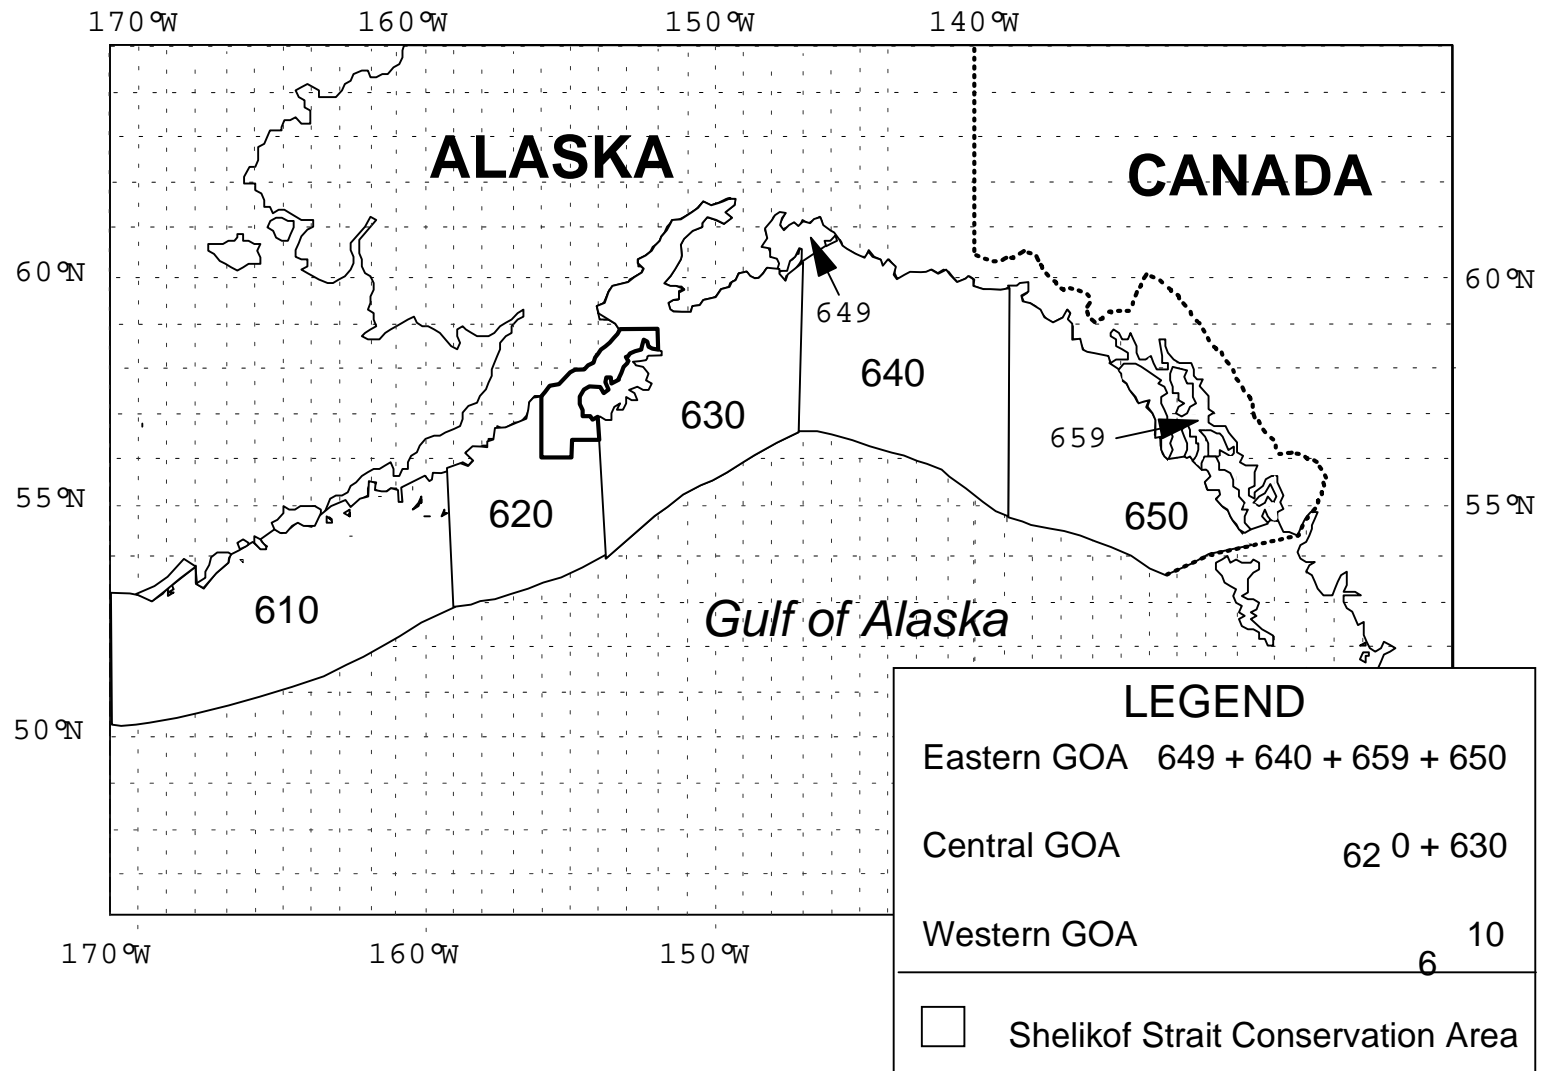 170°W 160°W 150°W 140°W
ALASKA
CANADA
60°N 60°N
649
640
630
659
55°N 55°N
620
650
610
Gulf of Alaska
50°N
LEGEND
Eastern GOA 649 + 640 + 659 + 650
Central GOA 62 0 + 630
Western GOA 6 10
170°W 160°W 150°W
Shelikof Strait Conservation Area